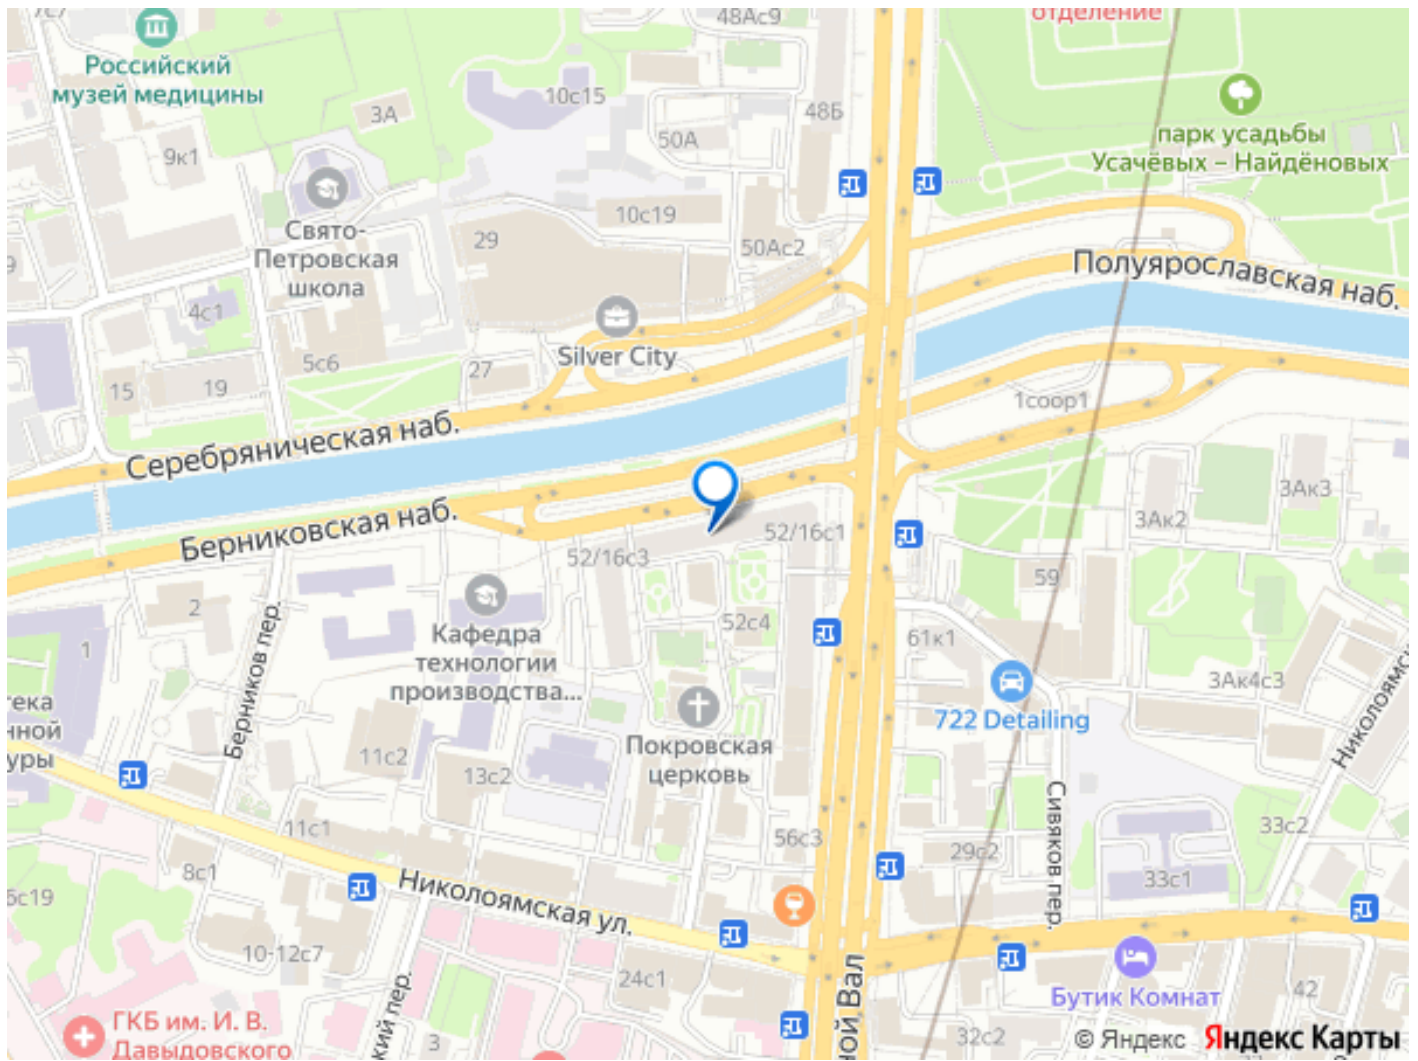 48Ас9
отделение
Российский
музей медицины
10с15
3А
48Б
парк усадьбы
Усачёвых – Найдёновых
50А
9к1
10с19
Свято-
Петровская
школа
29
50Ас2
Полуярославская наб.
4с1
Silver City
5с6
27
15
19
1соор1
Серебряническая наб.
3Ак3
3Ак2
Берниковская наб.
52/16с1
52/16с3
59
2
Кафедра
технологии
производства...
52с4
61к1
1
Берников пер.
3Ак4с3
722 Detailing
Покровская
церковь
11с2
13с2
Сивяков пер.
11с1
56с3
33с2
29с2
8с1
33с1
Николоямская ул.
10-12с7
24с1
Бутик Комнат
42
ГКБ им. И. В.
Давыдовского
3
32с2
© Яндекс
Яндекс Карты